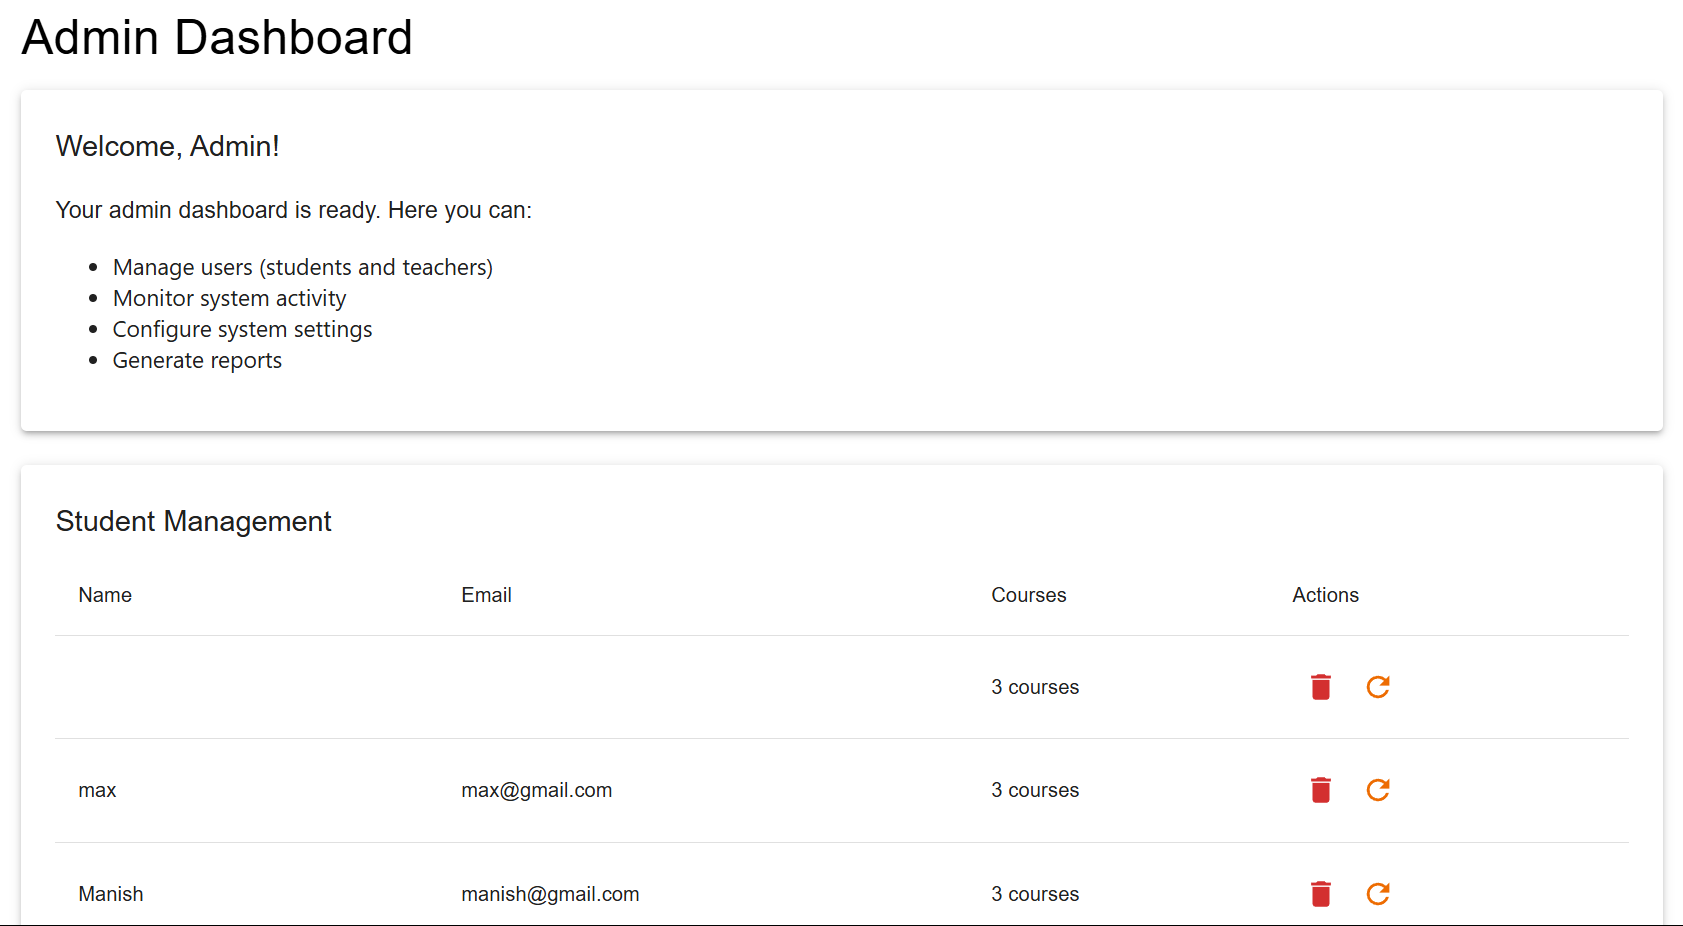 Admin Dashboard
Welcome, Admin!
Your admin dashboard is ready. Here you can:
Manage users (students and teachers)
Monitor system activity
Configure system settings
Generate reports
Student Management
Name Email Courses Actions
3 courses
max max@gmail.com 3 courses
Manish manish@gmail.com 3 courses